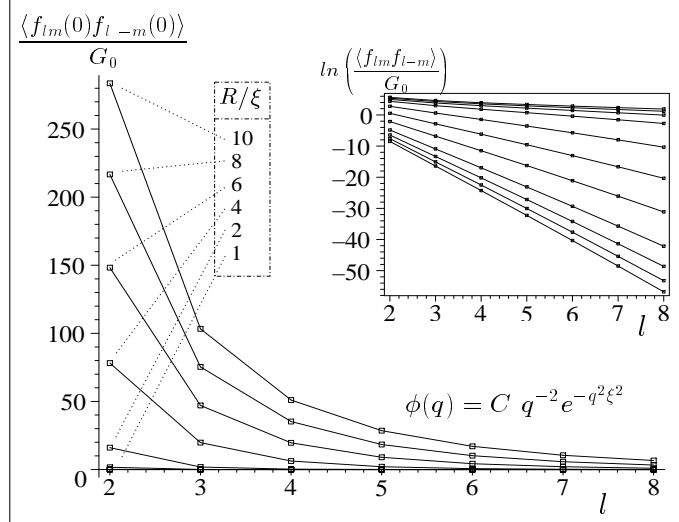 ⟨f_{lm}(0)f_{l −m}(0)⟩
G_0
ln (⟨f_{lm}f_{l−m}⟩ / G_0)
R/ξ
10
8
6
4
2
1
250
200
150
100
50
0
2 3 4 5 6 7 8
l
0
−10
−20
−30
−40
−50
2 3 4 5 6 7 8
l
ϕ(q) = C q^{−2}e^{−q^2ξ^2}